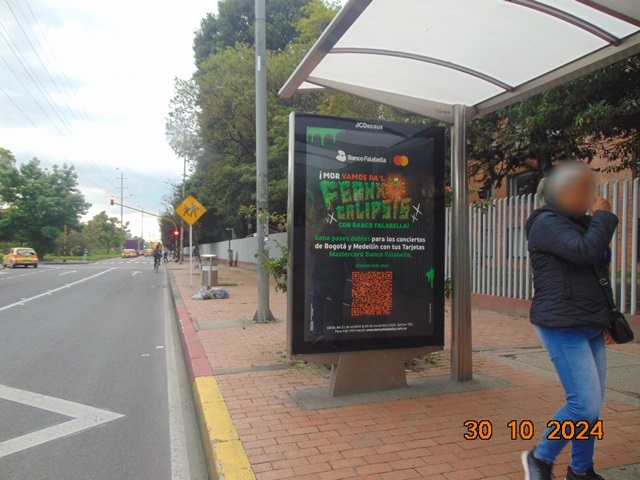 JCDecaux
Banco Falabella
¡MOR VAMOS PA'L
FERXXO
CALIPSIS
CON BANCO FALABELLA!
Gana pases dobles para los conciertos
de Bogotá y Medellín con tus Tarjetas
Mastercard Banco Falabella.
30 10 2024